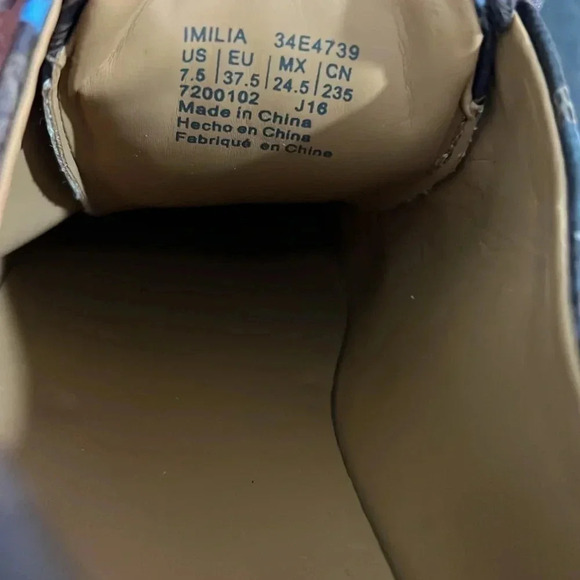 IMILIA 34E4739
US | EU | MX | CN
7.5 | 37.5 | 24.5 | 235
7200102 J16
Made in China
Hecho en China
Fabriqué en China